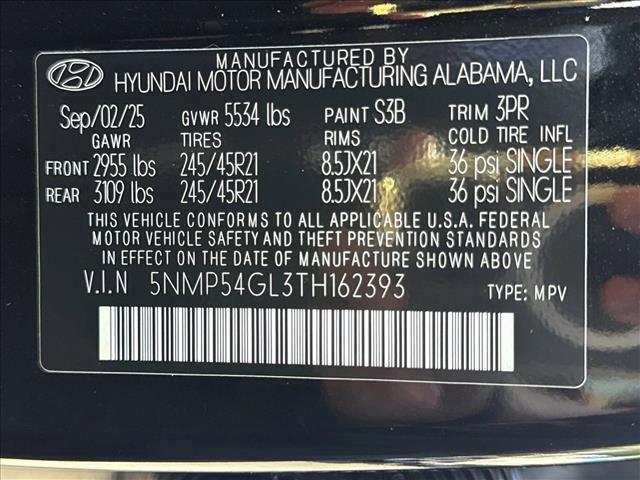 MANUFACTURED BY
HYUNDAI MOTOR MANUFACTURING ALABAMA, LLC
Sep/02/25 GVWR 5534 lbs PAINT S3B TRIM 3PR
GAWR TIRES RIMS COLD TIRE INFL
FRONT 2955 lbs 245/45R21 8.5JX21 36 psi SINGLE
REAR 3109 lbs 245/45R21 8.5JX21 36 psi SINGLE
THIS VEHICLE CONFORMS TO ALL APPLICABLE U.S.A. FEDERAL
MOTOR VEHICLE SAFETY AND THEFT PREVENTION STANDARDS
IN EFFECT ON THE DATE OF MANUFACTURE SHOWN ABOVE.
V.I.N 5NMP54GL3TH162393 TYPE: MPV